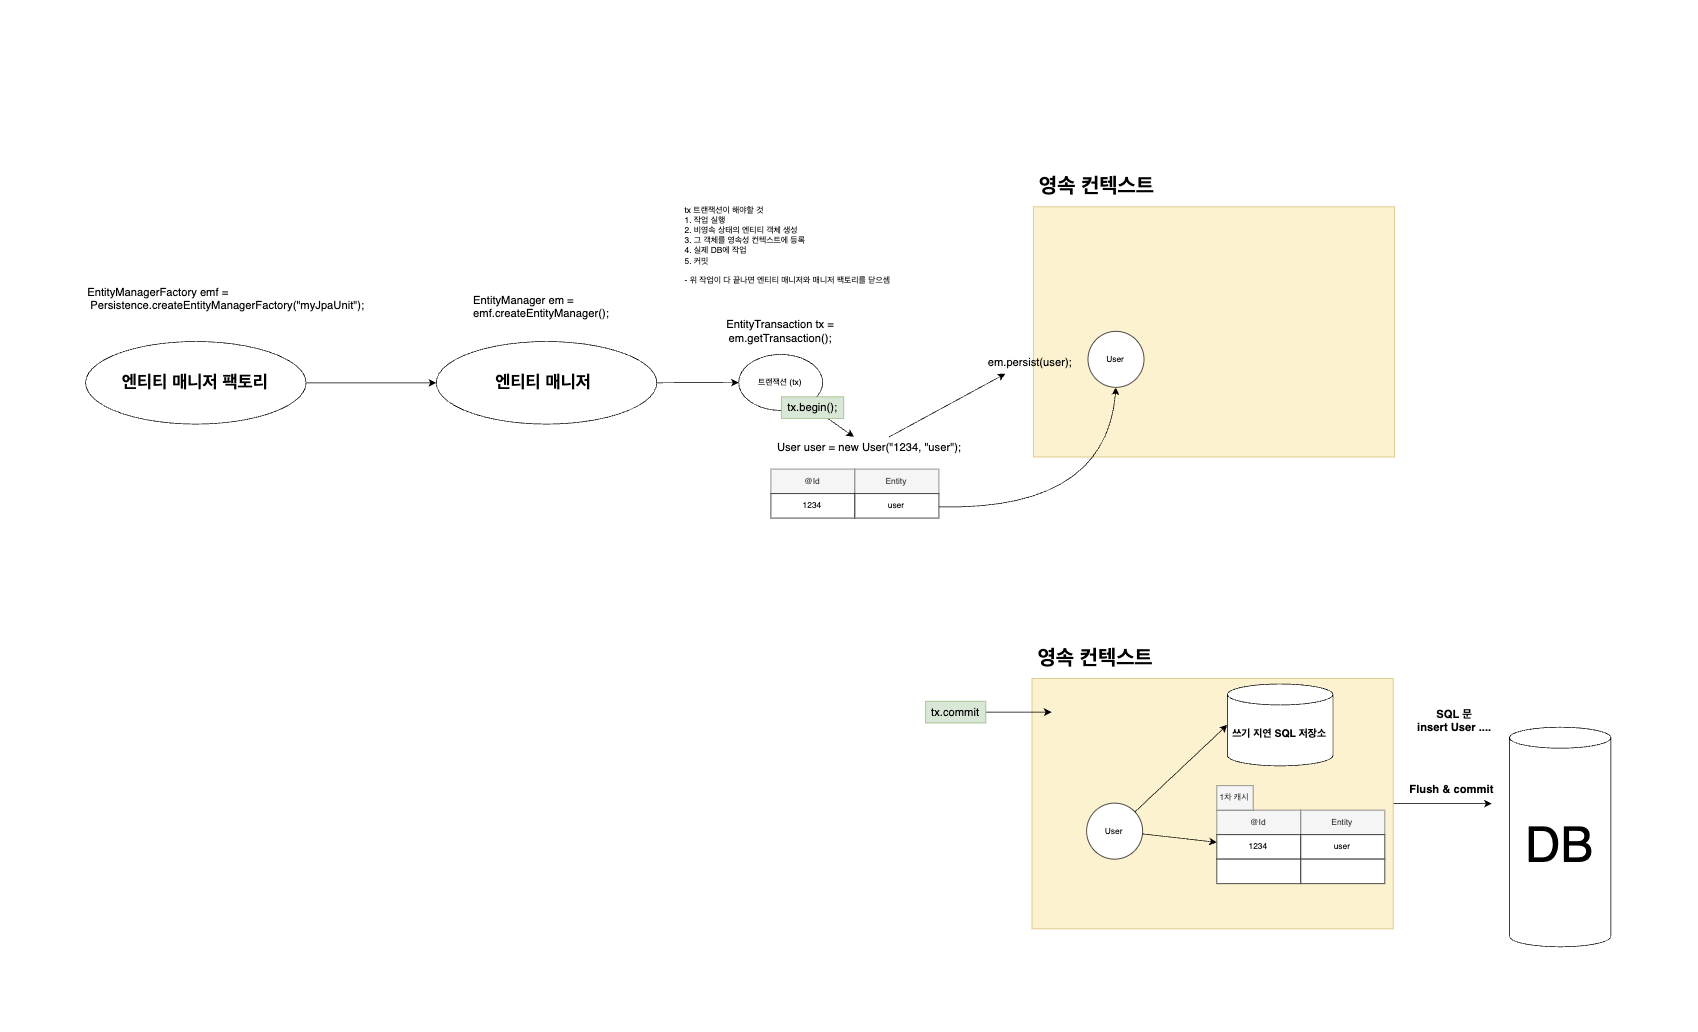 영속 컨텍스트
tx 트랜잭션이 해야할 것
1. 작업 실행
2. 비영속 상태의 엔티티 객체 생성
3. 그 객체를 영속성 컨텍스트에 등록
4. 실제 DB에 작업
5. 커밋
- 위 작업이 다 끝나면 엔티티 매니저와 매니저 팩토리를 닫으셈
EntityManagerFactory emf =
Persistence.createEntityManagerFactory("myJpaUnit");
EntityManager em =
emf.createEntityManager();
EntityTransaction tx =
em.getTransaction();
엔티티 매니저 팩토리
엔티티 매니저
트랜잭션 (tx)
tx.begin();
em.persist(user);
User
User user = new User("1234, "user");
@Id
Entity
1234
user
영속 컨텍스트
tx.commit
쓰기 지연 SQL 저장소
User
1차 캐시
@Id
Entity
1234
user
SQL 문
insert User ....
Flush & commit
DB